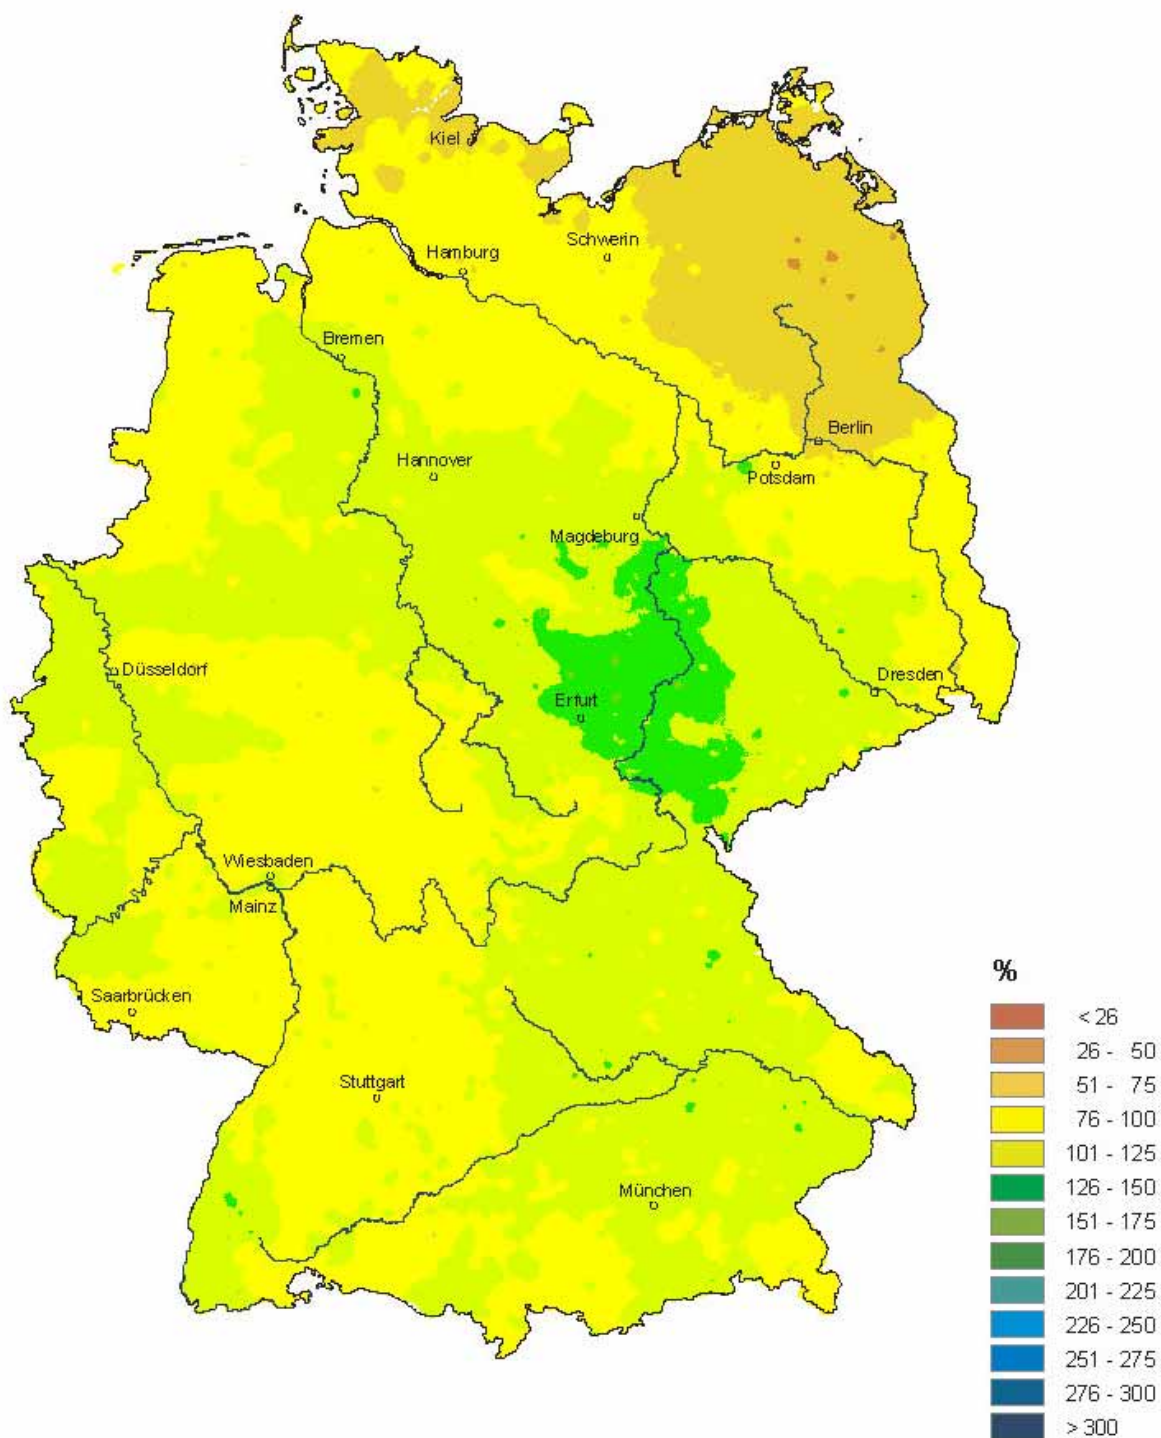 Kiel
Schwerin
Hamburg
Bremen
Berlin
Hannover
Potsdam
Magdeburg
Düsseldorf
Dresden
Erfurt
Wiesbaden
Mainz
%
Saarbrücken
< 26
26 - 50
Stuttgart
51 - 75
76 - 100
101 - 125
München
126 - 150
151 - 175
176 - 200
201 - 225
226 - 250
251 - 275
276 - 300
> 300